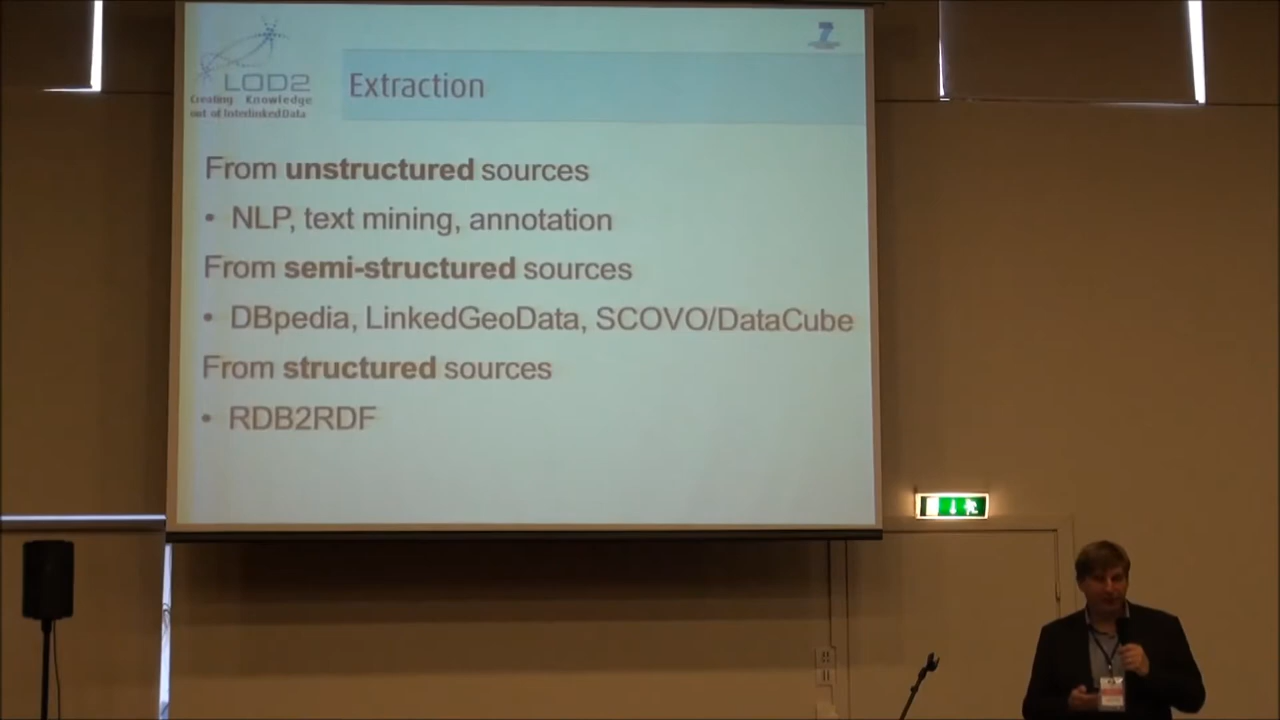 LOD2
Creating Knowledge
out of Interlinked Data
7
Extraction
From unstructured sources
• NLP, text mining, annotation
From semi-structured sources
• DBpedia, LinkedGeoData, SCOVO/DataCube
From structured sources
• RDB2RDF